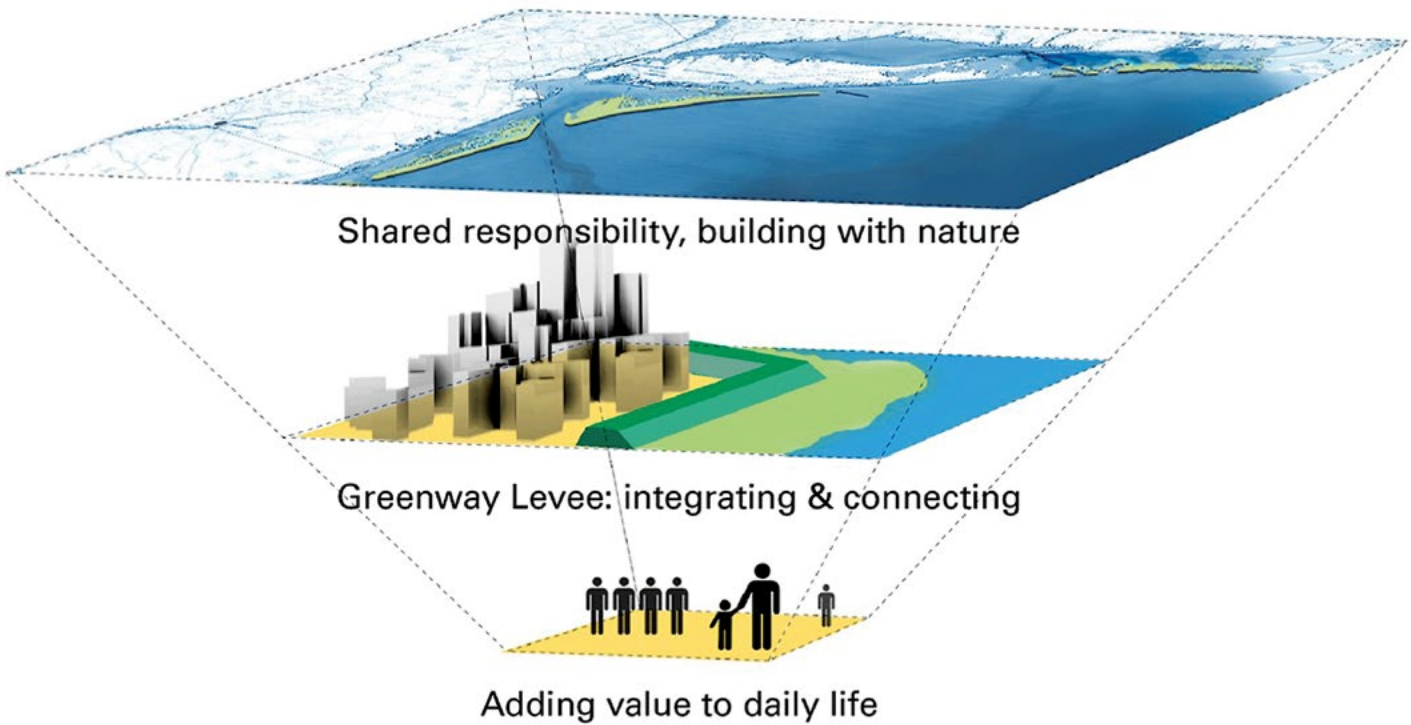 Shared responsibility, building with nature
Greenway Levee: integrating & connecting
Adding value to daily life